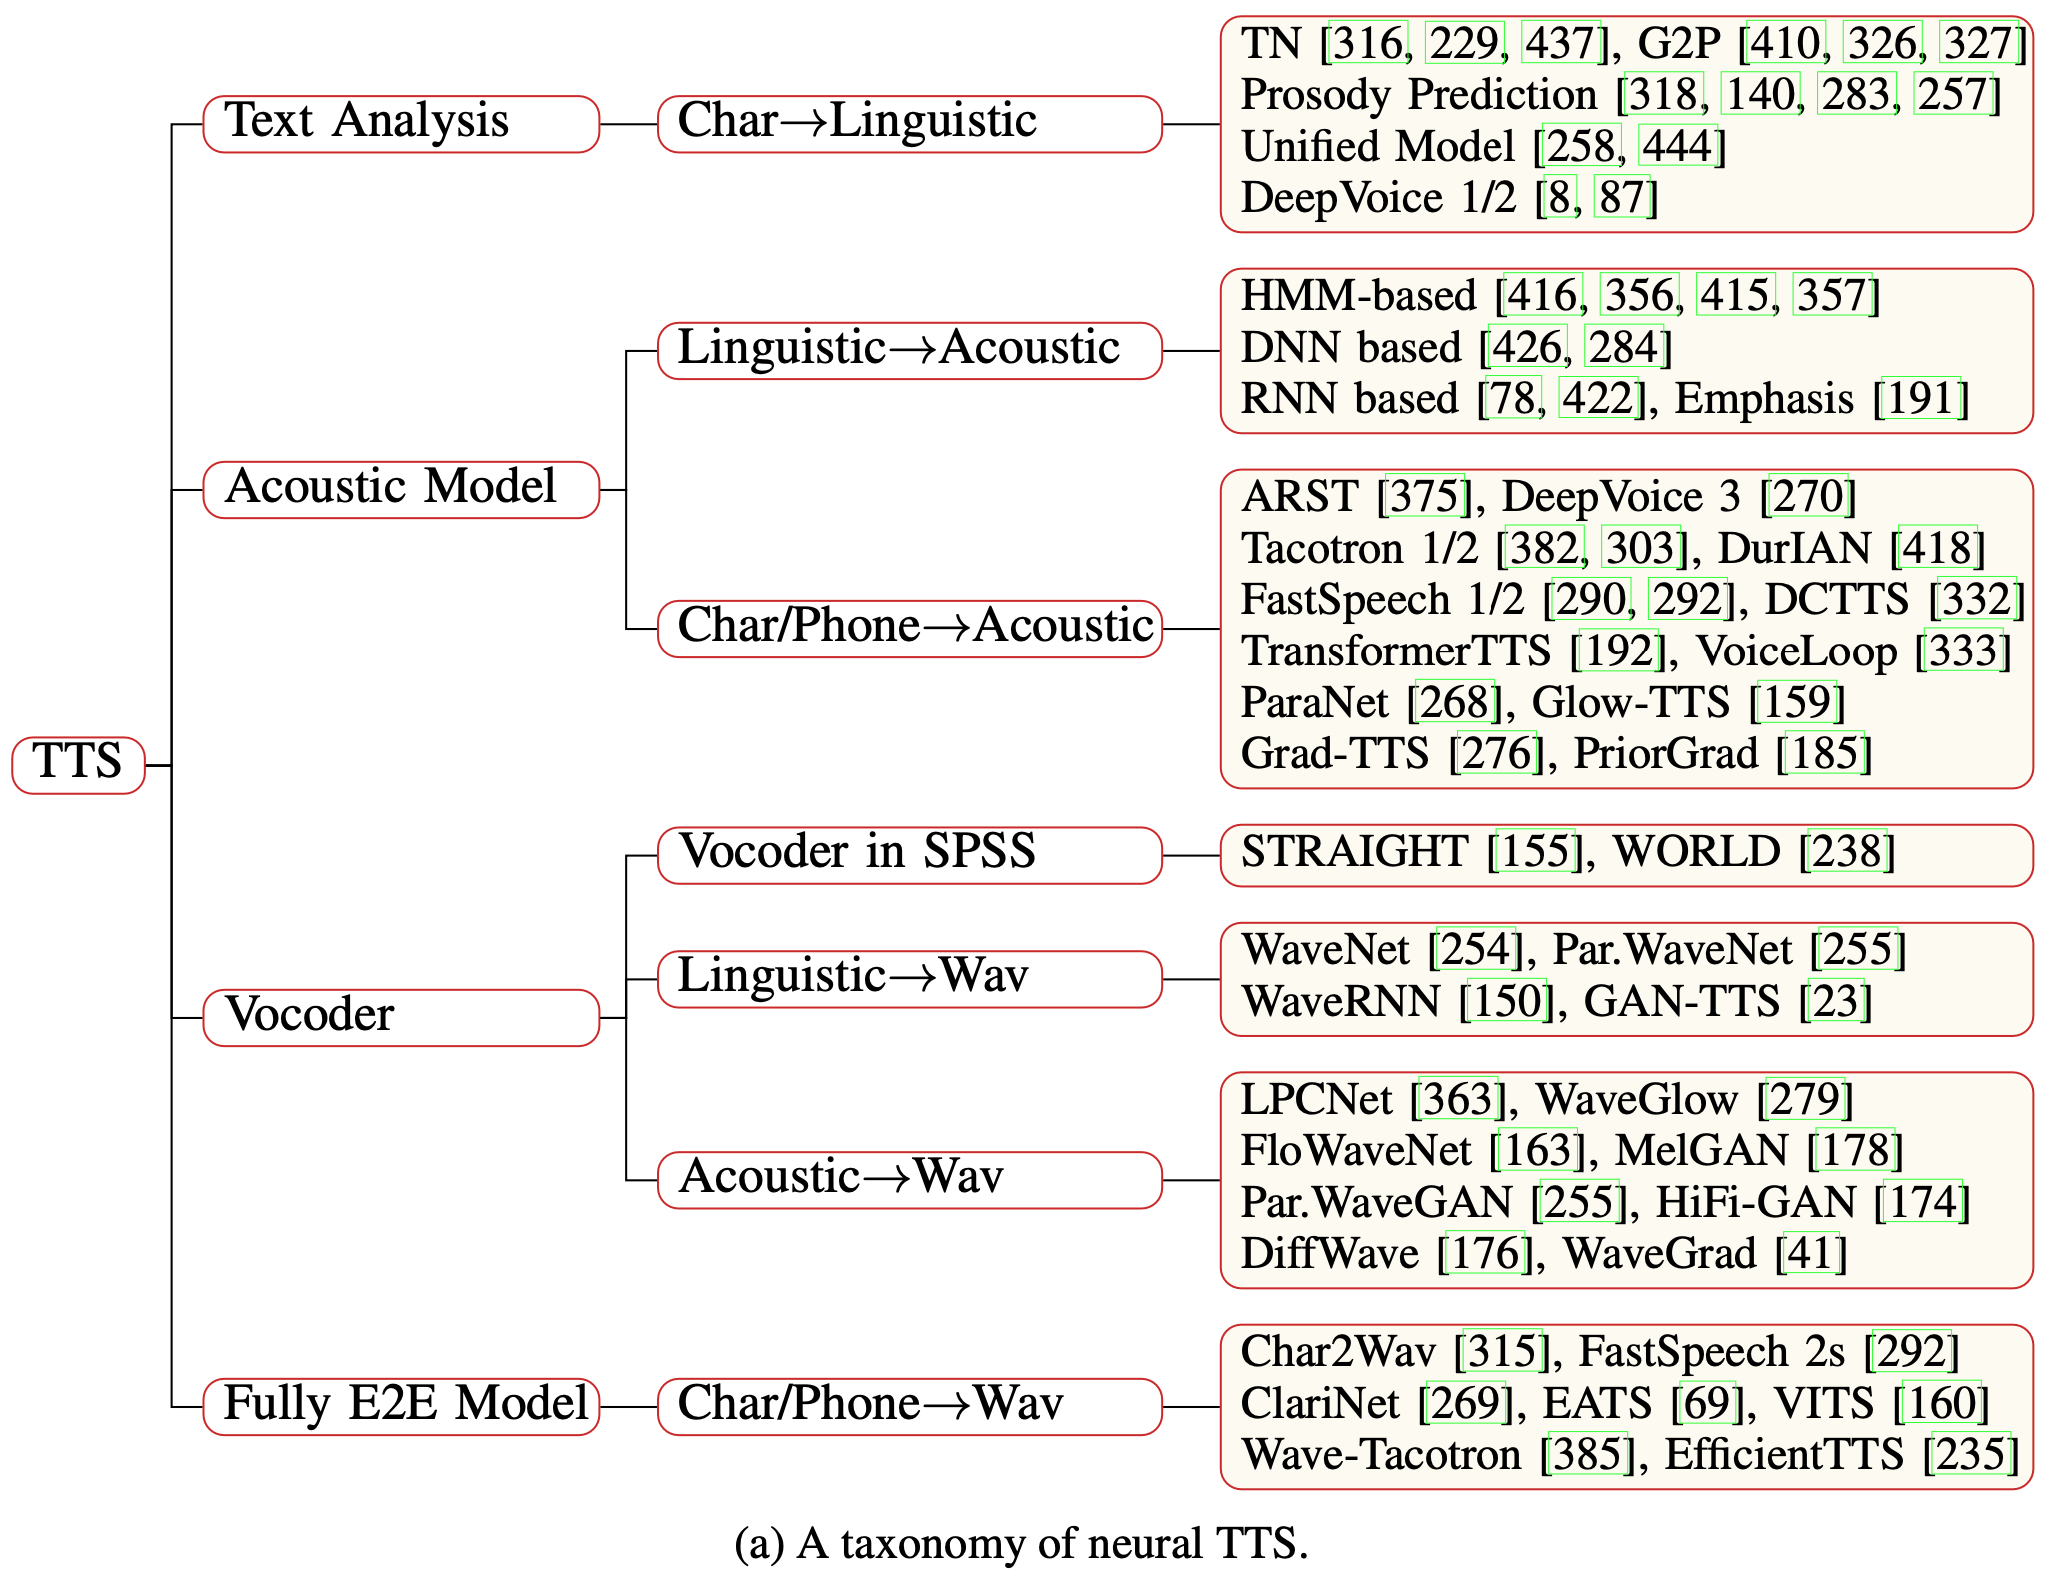 TTS
Text Analysis
Char→Linguistic
TN [316, 229, 437], G2P [410, 326, 327]
Prosody Prediction [318, 140, 283, 257]
Unified Model [258, 444]
DeepVoice 1/2 [8, 87]
Acoustic Model
Linguistic→Acoustic
HMM-based [416, 356, 415, 357]
DNN based [426, 284]
RNN based [78, 422], Emphasis [191]
Char/Phone→Acoustic
ARST [375], DeepVoice 3 [270]
Tacotron 1/2 [382, 303], DurIAN [418]
FastSpeech 1/2 [290, 292], DCTTS [332]
TransformerTTS [192], VoiceLoop [333]
ParaNet [268], Glow-TTS [159]
Grad-TTS [276], PriorGrad [185]
Vocoder
Vocoder in SPSS
STRAIGHT [155], WORLD [238]
Linguistic→Wav
WaveNet [254], Par.WaveNet [255]
WaveRNN [150], GAN-TTS [23]
Acoustic→Wav
LPCNet [363], WaveGlow [279]
FloWaveNet [163], MelGAN [178]
Par.WaveGAN [255], HiFi-GAN [174]
DiffWave [176], WaveGrad [41]
Fully E2E Model
Char/Phone→Wav
Char2Wav [315], FastSpeech 2s [292]
ClariNet [269], EATS [69], VITS [160]
Wave-Tacotron [385], EfficientTTS [235]
(a) A taxonomy of neural TTS.